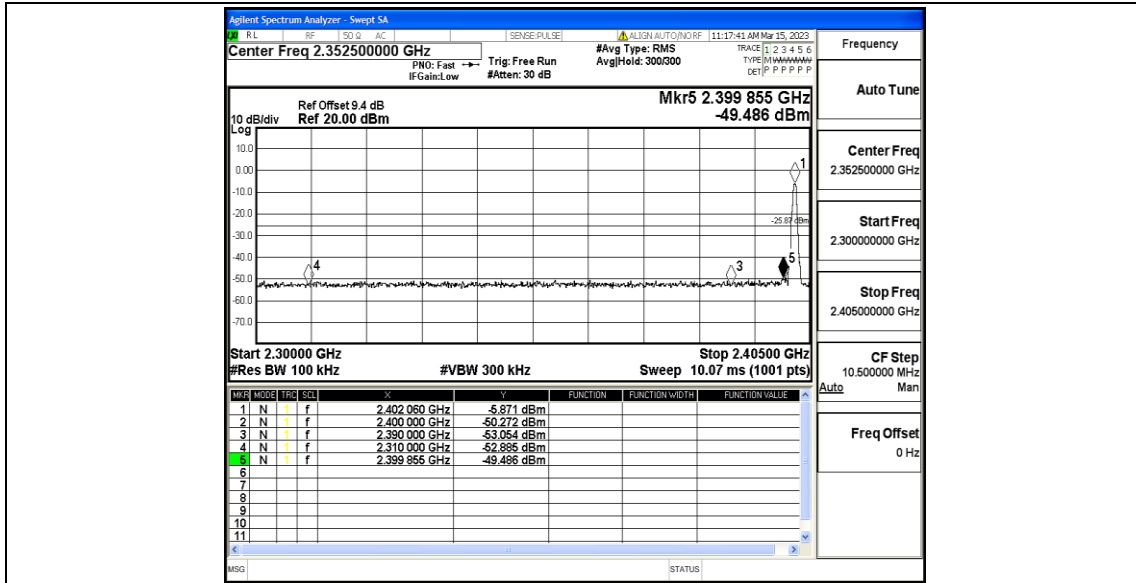 Agilent Spectrum Analyzer - Swept SA
RL RF 50 Ω AC SENSE:PULSE ALIGN AUTO/NO RF 11:17:41 AM Mar 15, 2023
Center Freq 2.352500000 GHz
PNO: Fast
IFGain:Low
Trig: Free Run
#Atten: 30 dB
#Avg Type: RMS
Avg|Hold: 300/300
TRACE 1 2 3 4 5 6
TYPE M
DET P P P P P P
Frequency
Auto Tune
Center Freq
2.352500000 GHz
Start Freq
2.300000000 GHz
Stop Freq
2.405000000 GHz
CF Step
10.500000 MHz
Auto Man
Freq Offset
0 Hz
Mkr5 2.399 855 GHz
-49.486 dBm
Ref Offset 9.4 dB
10 dB/div Ref 20.00 dBm
Log
10.0
0.00
-10.0
-20.0
-30.0
-40.0
-50.0
-60.0
-70.0
1
-25.87 dBm
4
3
5
Start 2.30000 GHz Stop 2.40500 GHz
#Res BW 100 kHz #VBW 300 kHz Sweep 10.07 ms (1001 pts)
MKR MODE TRC SCL X Y FUNCTION FUNCTION WIDTH FUNCTION VALUE
1 N 1 f 2.402 060 GHz -5.871 dBm
2 N 1 f 2.400 000 GHz -50.272 dBm
3 N 1 f 2.390 000 GHz -53.054 dBm
4 N 1 f 2.310 000 GHz -52.885 dBm
5 N 1 f 2.399 855 GHz -49.486 dBm
6
7
8
9
10
11
MSG STATUS